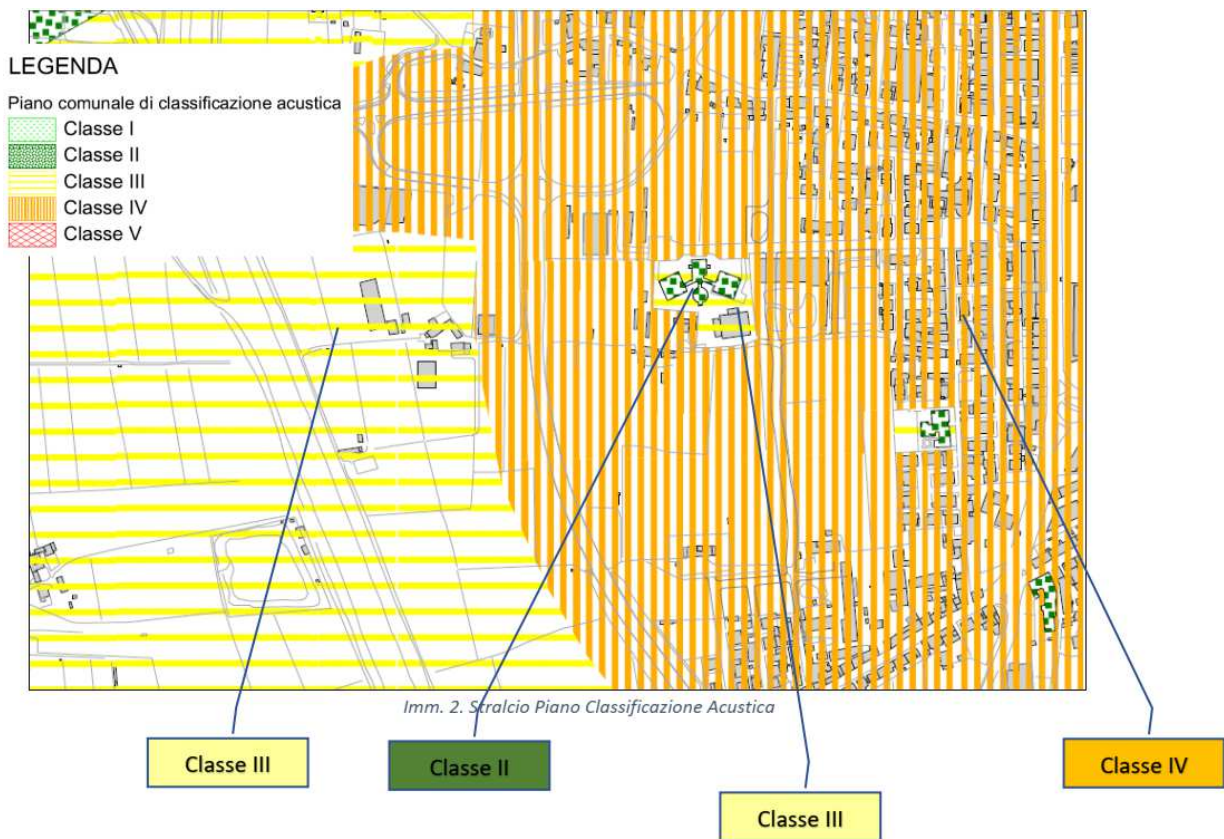 LEGENDA
Piano comunale di classificazione acustica
Classe I
Classe II
Classe III
Classe IV
Classe V
Imm. 2. Stralcio Piano Classificazione Acustica
Classe III
Classe II
Classe III
Classe IV